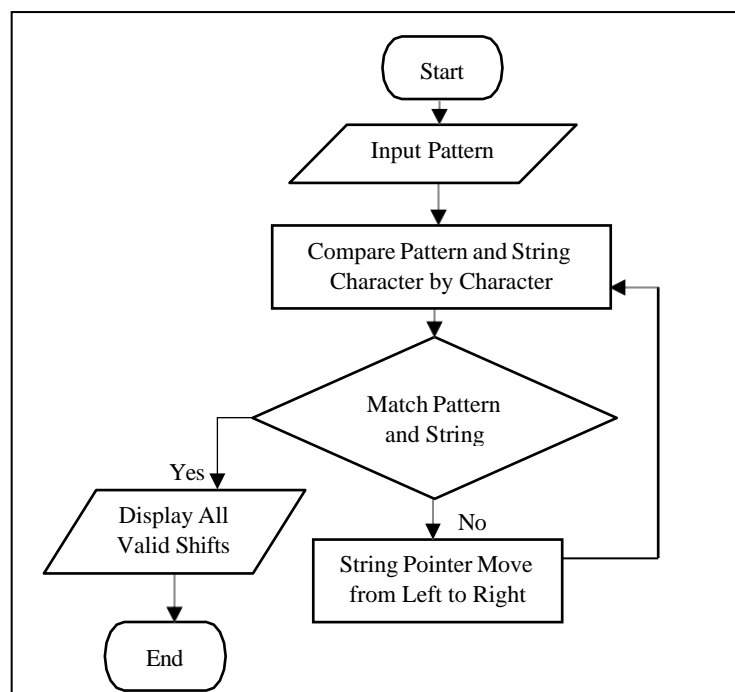 Start
Input Pattern
Compare Pattern and String
Character by Character
Match Pattern
and String
Yes
Display All
Valid Shifts
No
String Pointer Move
from Left to Right
End